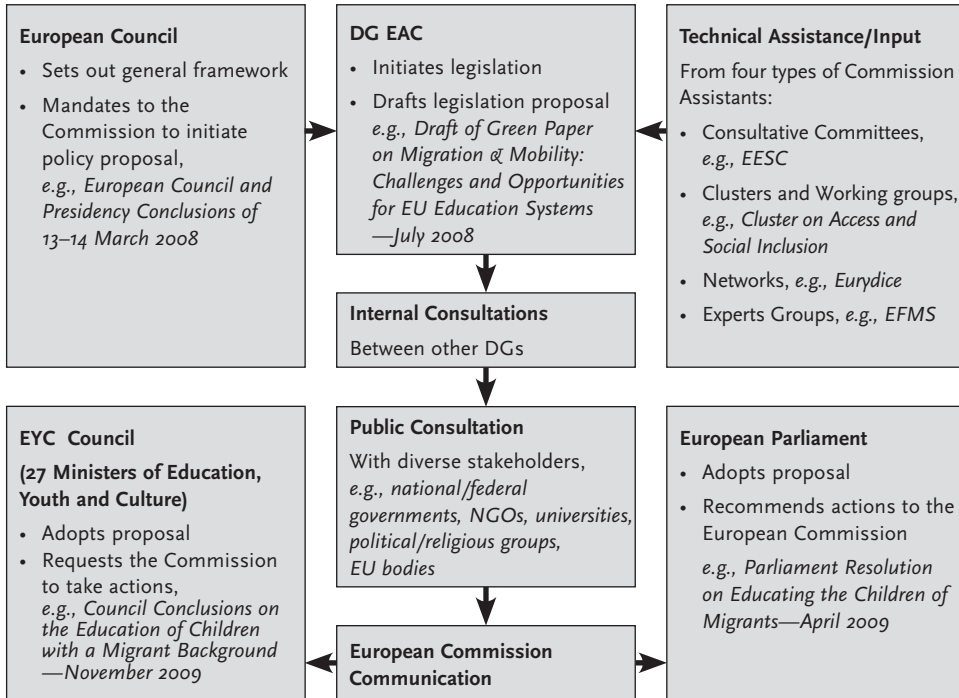 European Council
• Sets out general framework
• Mandates to the
Commission to initiate
policy proposal,
e.g., European Council and
Presidency Conclusions of
13–14 March 2008
DG EAC
• Initiates legislation
• Drafts legislation proposal
e.g., Draft of Green Paper
on Migration & Mobility:
Challenges and Opportunities
for EU Education Systems
—July 2008
Technical Assistance/Input
From four types of Commission
Assistants:
• Consultative Committees,
e.g., EESC
• Clusters and Working groups,
e.g., Cluster on Access and
Social Inclusion
• Networks, e.g., Eurydice
• Experts Groups, e.g., EFMS
Internal Consultations
Between other DGs
EYC Council
(27 Ministers of Education,
Youth and Culture)
• Adopts proposal
• Requests the Commission
to take actions,
e.g., Council Conclusions on
the Education of Children
with a Migrant Background
—November 2009
Public Consultation
With diverse stakeholders,
e.g., national/federal
governments, NGOs, universities,
political/religious groups,
EU bodies
European Parliament
• Adopts proposal
• Recommends actions to the
European Commission
e.g., Parliament Resolution
on Educating the Children of
Migrants—April 2009
European Commission
Communication